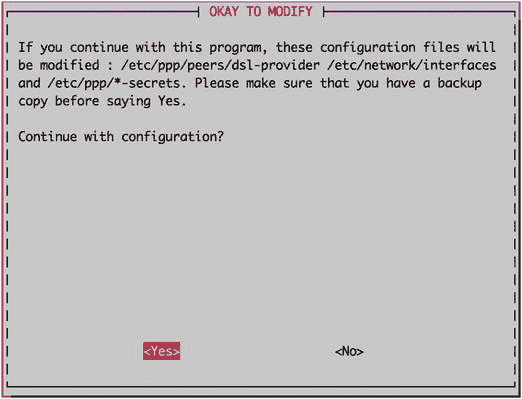 OKAY TO MODIFY
If you continue with this program, these configuration files will
be modified : /etc/ppp/peers/dsl-provider /etc/network/interfaces
and /etc/ppp/*-secrets. Please make sure that you have a backup
copy before saying Yes.
Continue with configuration?
<Yes> <No>